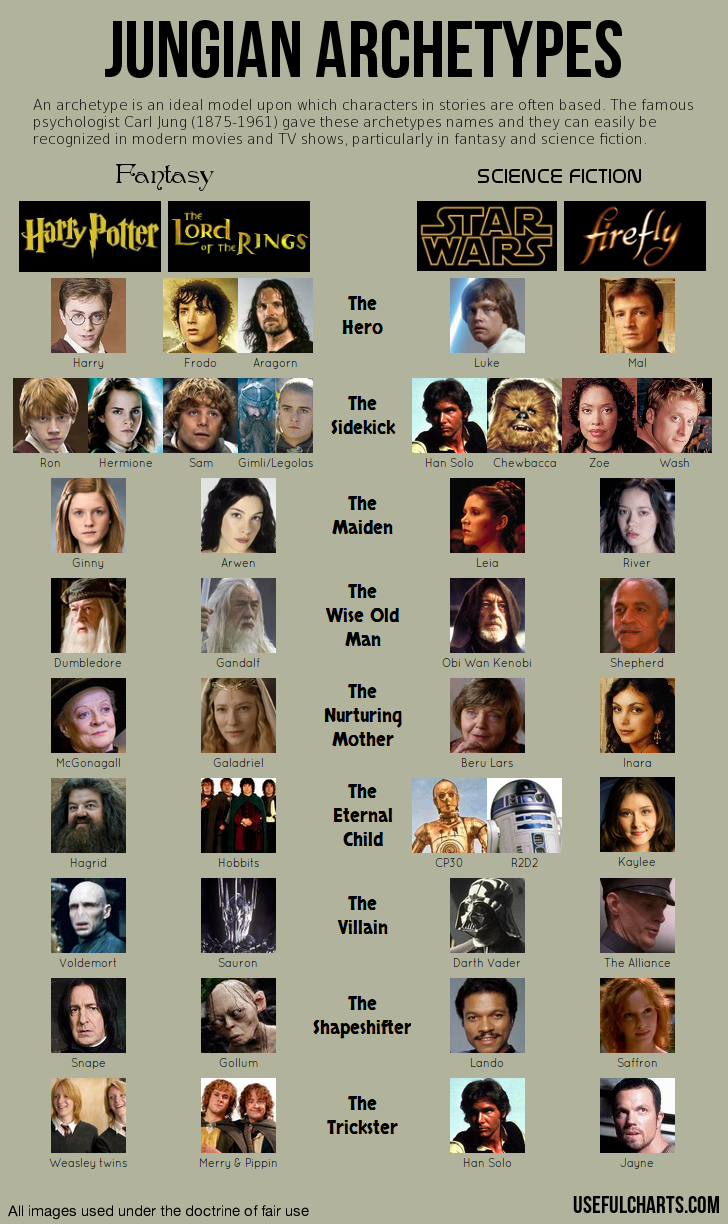 JUNGIAN ARCHETYPES
An archetype is an ideal model upon which characters in stories are often based. The famous
psychologist Carl Jung (1875-1961) gave these archetypes names and they can easily be
recognized in modern movies and TV shows, particularly in fantasy and science fiction.
Fantasy
SCIENCE FICTION
Harry Potter
THE
LORD
OF THE RINGS
STAR
WARS
firefly
The
Hero
Harry
Frodo
Aragorn
Luke
Mal
The
Sidekick
Ron
Hermione
Sam
Gimli/Legolas
Han Solo
Chewbacca
Zoe
Wash
The
Maiden
Ginny
Arwen
Leia
River
The
Wise Old
Man
Dumbledore
Gandalf
Obi Wan Kenobi
Shepherd
The
Nurturing
Mother
McGonagall
Galadriel
Beru Lars
Inara
The
Eternal
Child
Hagrid
Hobbits
CP30
R2D2
Kaylee
The
Villain
Voldemort
Sauron
Darth Vader
The Alliance
The
Shapeshifter
Snape
Gollum
Lando
Saffron
The
Trickster
Weasley twins
Merry & Pippin
Han Solo
Jayne
All images used under the doctrine of fair use
USEFULCHARTS.COM